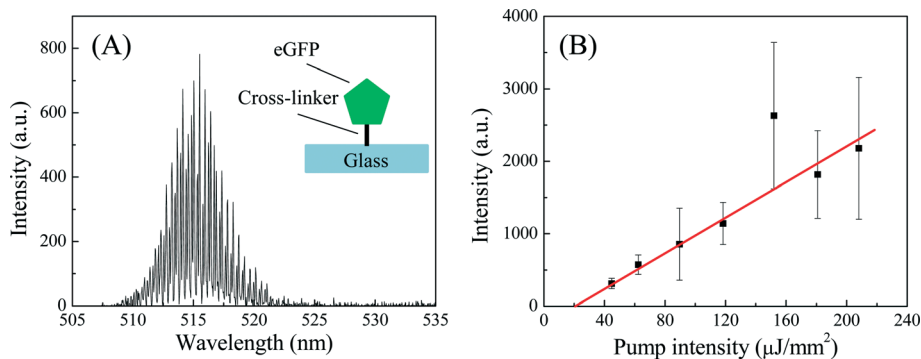 (A)
eGFP
Cross-linker
Glass
Intensity (a.u.)
800
600
400
200
0
505 510 515 520 525 530 535
Wavelength (nm)
(B)
Intensity (a.u.)
4000
3000
2000
1000
0
0 40 80 120 160 200 240
Pump intensity (μJ/mm²)